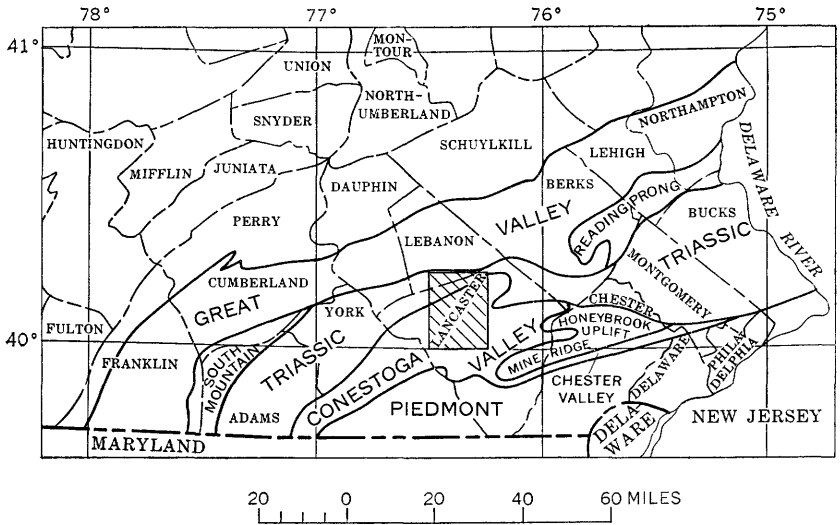 78° 77° 76° 75°
41°
MON-
TOUR
UNION
NORTH-
UMBERLAND
SNYDER
NORTHAMPTON
HUNTINGDON
SCHUYLKILL
LEHIGH
MIFFLIN
JUNIATA
DAUPHIN
BERKS
READING PRONG
DELAWARE RIVER
PERRY
VALLEY
BUCKS
LEBANON
TRIASSIC
CUMBERLAND
MONTGOMERY
GREAT
YORK
LANCASTER
CHESTER
HONEYBROOK
UPLIFT
FULTON
40°
VALLEY
MINE RIDGE
PHILA-
DELPHIA
FRANKLIN
SOUTH
MOUNTAIN
TRIASSIC
CONESTOGA
DELAWARE
CHESTER
VALLEY
ADAMS
PIEDMONT
DELA-
WARE
NEW JERSEY
MARYLAND
20 0 20 40 60 MILES